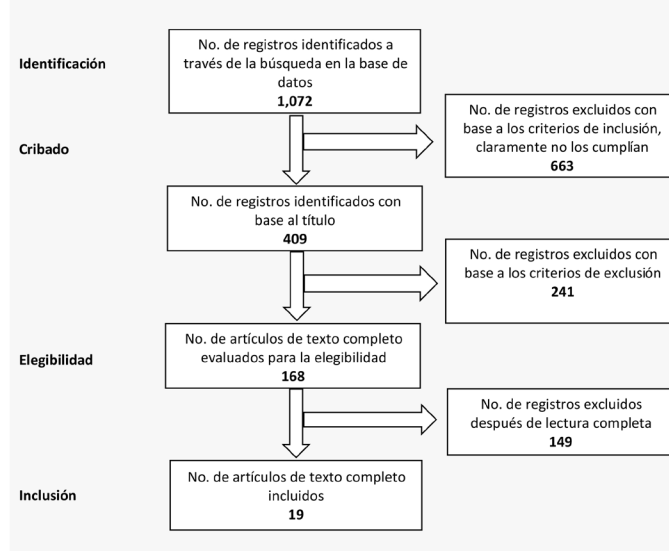 Identificación
No. de registros identificados a
través de la búsqueda en la base de
datos
1,072
No. de registros excluidos con
base a los criterios de inclusión,
claramente no los cumplían
663
Cribado
No. de registros identificados con
base al título
409
No. de registros excluidos con
base a los criterios de exclusión
241
Elegibilidad
No. de artículos de texto completo
evaluados para la elegibilidad
168
No. de registros excluidos
después de lectura completa
149
Inclusión
No. de artículos de texto completo
incluidos
19